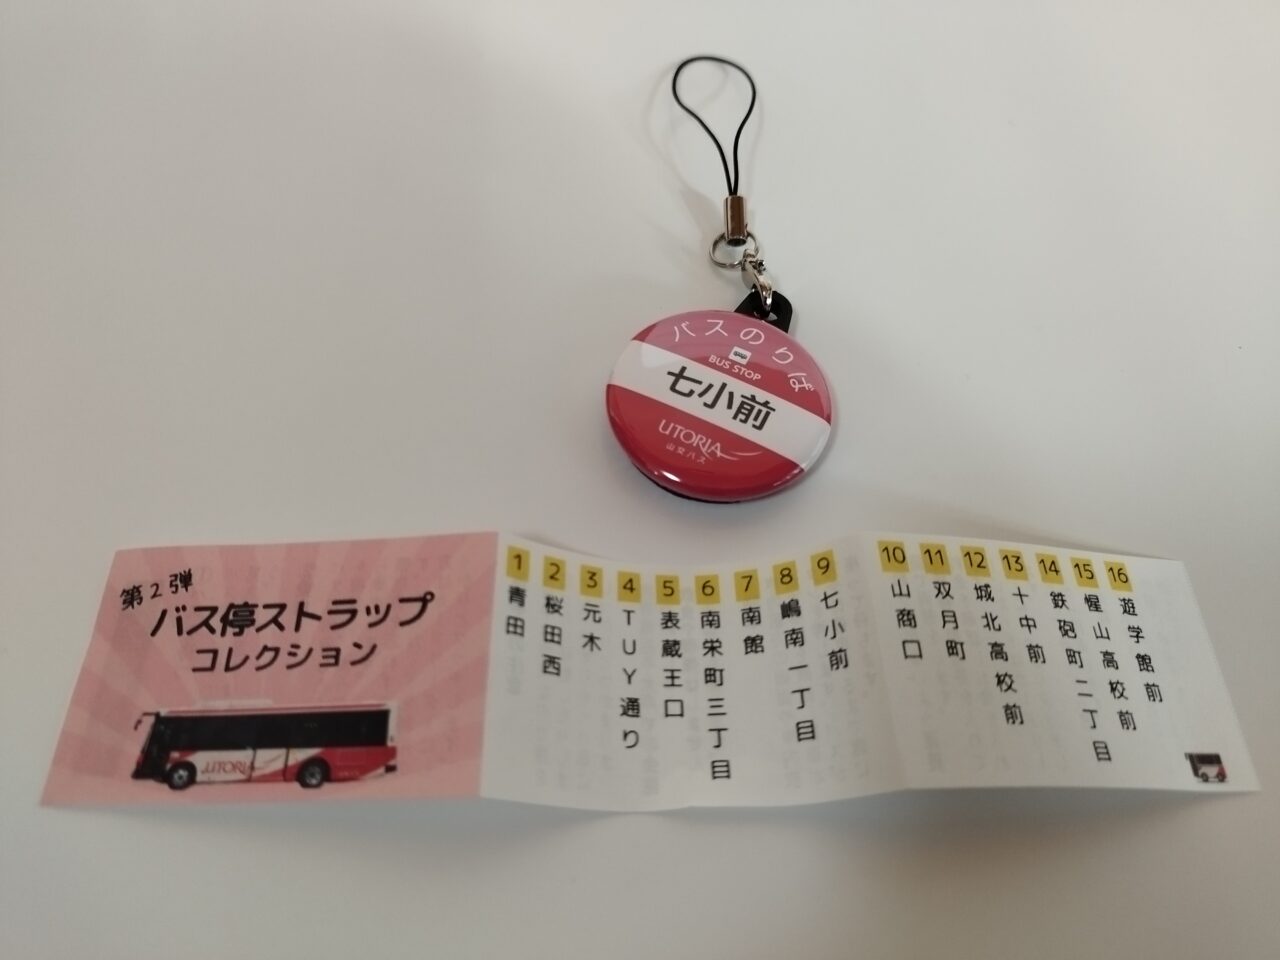 バスのりば
BUS STOP
七小前
UTORIA
山交バス
第2弾
バス停ストラップ
コレクション
UTORIA
1 青田
2 桜田西
3 元木
4 TUY通り
5 表蔵王口
6 南栄町三丁目
7 南館
8 嶋南一丁目
9 七小前
10 山商口
11 双月町
12 城北高校前
13 十中前
14 鉄砲町二丁目
15 惺山高校前
16 遊学館前